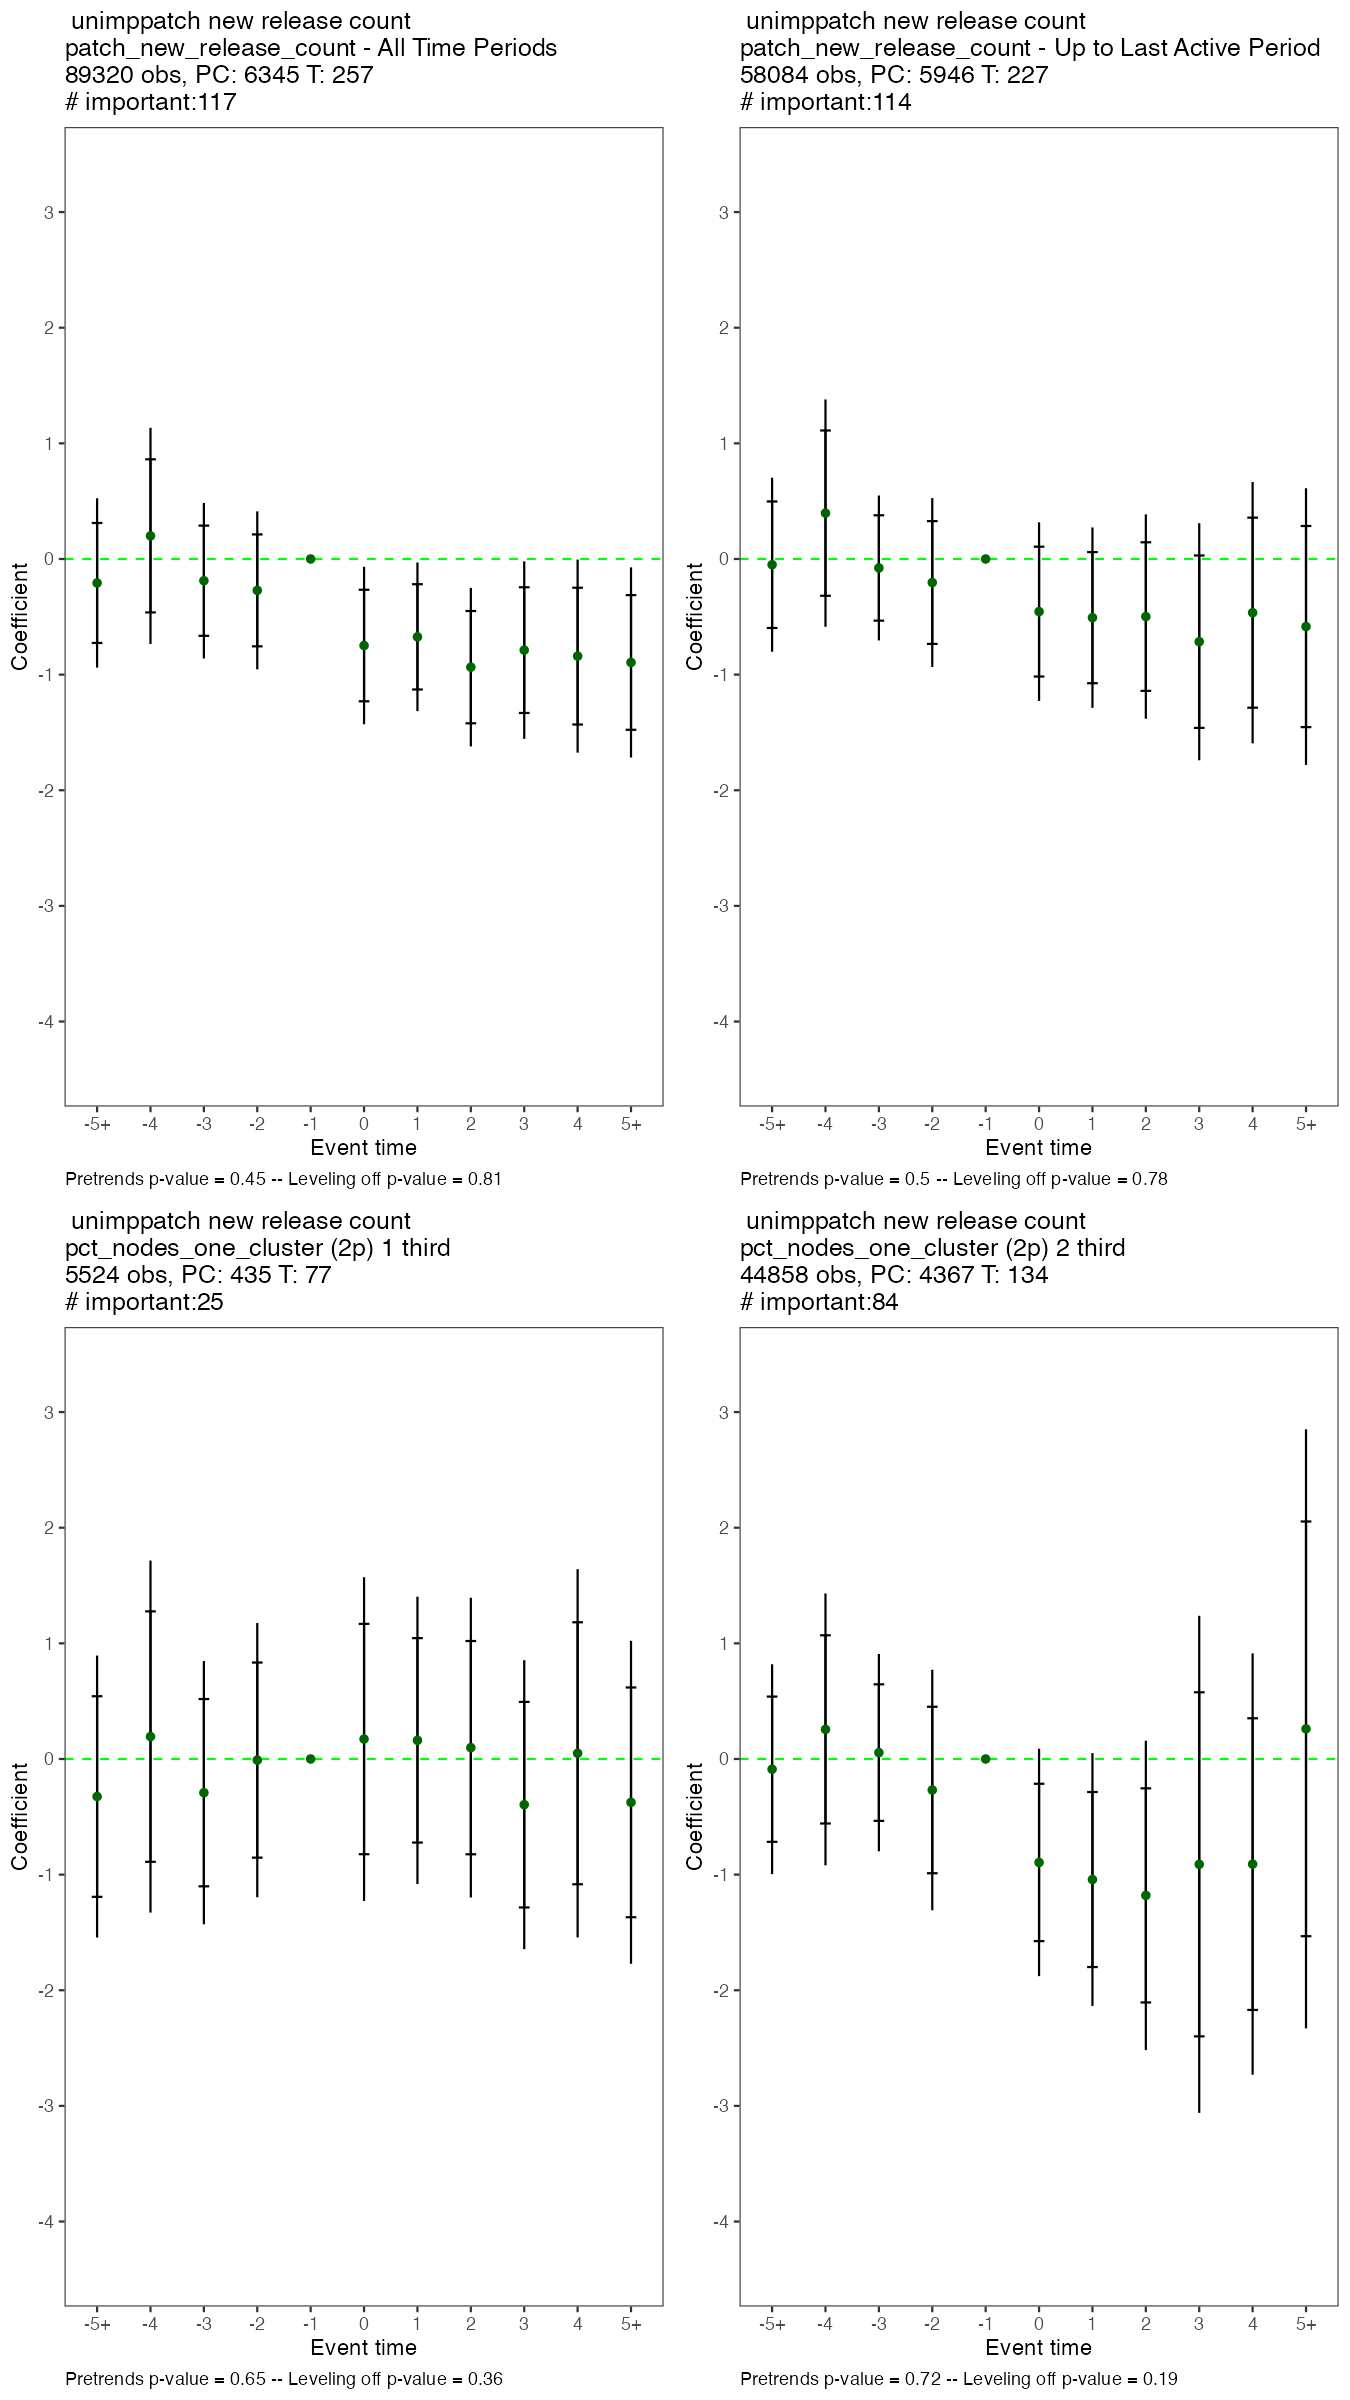 unimppatch new release count
patch_new_release_count - All Time Periods
89320 obs, PC: 6345 T: 257
# important:117
3
2
1
0
-1
-2
-3
-4
Coefficient
-5+ -4 -3 -2 -1 0 1 2 3 4 5+
Event time
Pretrends p-value = 0.45 -- Leveling off p-value = 0.81
unimppatch new release count
patch_new_release_count - Up to Last Active Period
58084 obs, PC: 5946 T: 227
# important:114
3
2
1
0
-1
-2
-3
-4
Coefficient
-5+ -4 -3 -2 -1 0 1 2 3 4 5+
Event time
Pretrends p-value = 0.5 -- Leveling off p-value = 0.78
unimppatch new release count
pct_nodes_one_cluster (2p) 1 third
5524 obs, PC: 435 T: 77
# important:25
3
2
1
0
-1
-2
-3
-4
Coefficient
-5+ -4 -3 -2 -1 0 1 2 3 4 5+
Event time
Pretrends p-value = 0.65 -- Leveling off p-value = 0.36
unimppatch new release count
pct_nodes_one_cluster (2p) 2 third
44858 obs, PC: 4367 T: 134
# important:84
3
2
1
0
-1
-2
-3
-4
Coefficient
-5+ -4 -3 -2 -1 0 1 2 3 4 5+
Event time
Pretrends p-value = 0.72 -- Leveling off p-value = 0.19